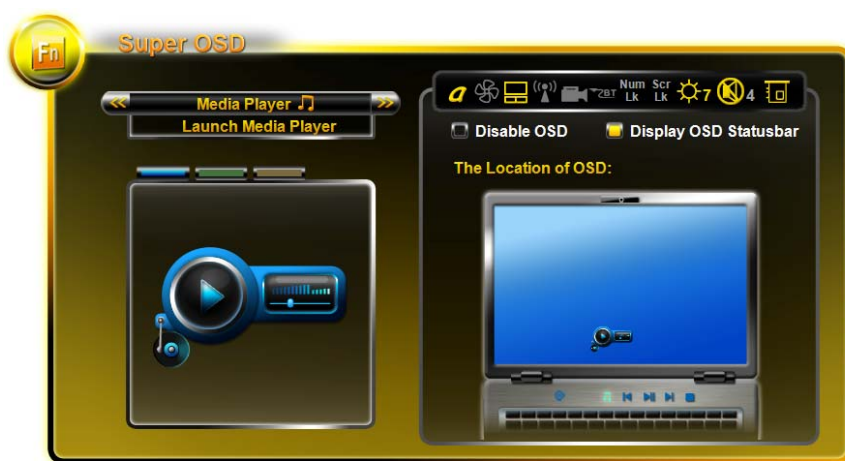 Fn
Super OSD
Media Player
Launch Media Player
a
Num Lk
Scr Lk
7
4
Disable OSD
Display OSD Statusbar
The Location of OSD: